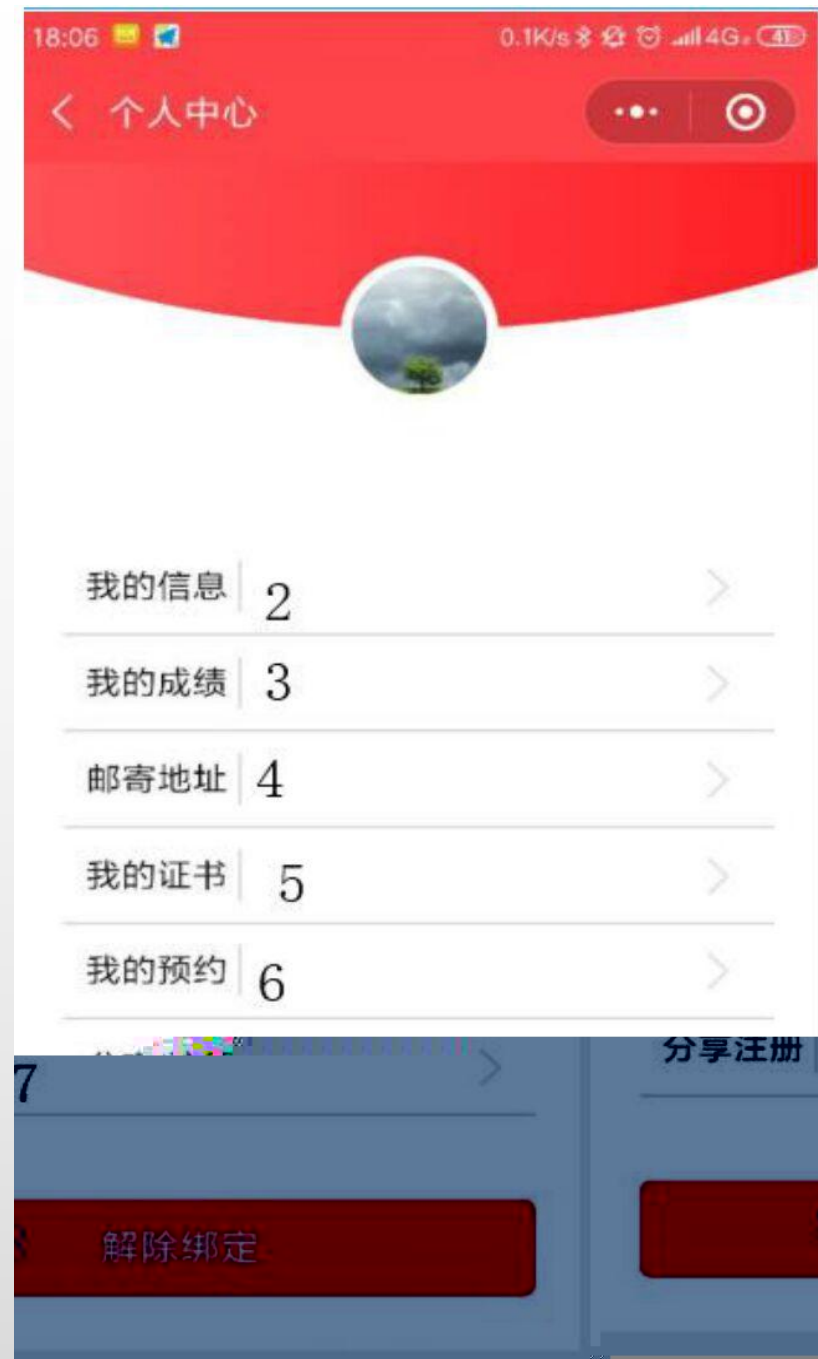 18:06 0.1K/s 4G 41
个人中心
我的信息 2
我的成绩 3
邮寄地址 4
我的证书 5
我的预约 6
分享注册
7
解除绑定